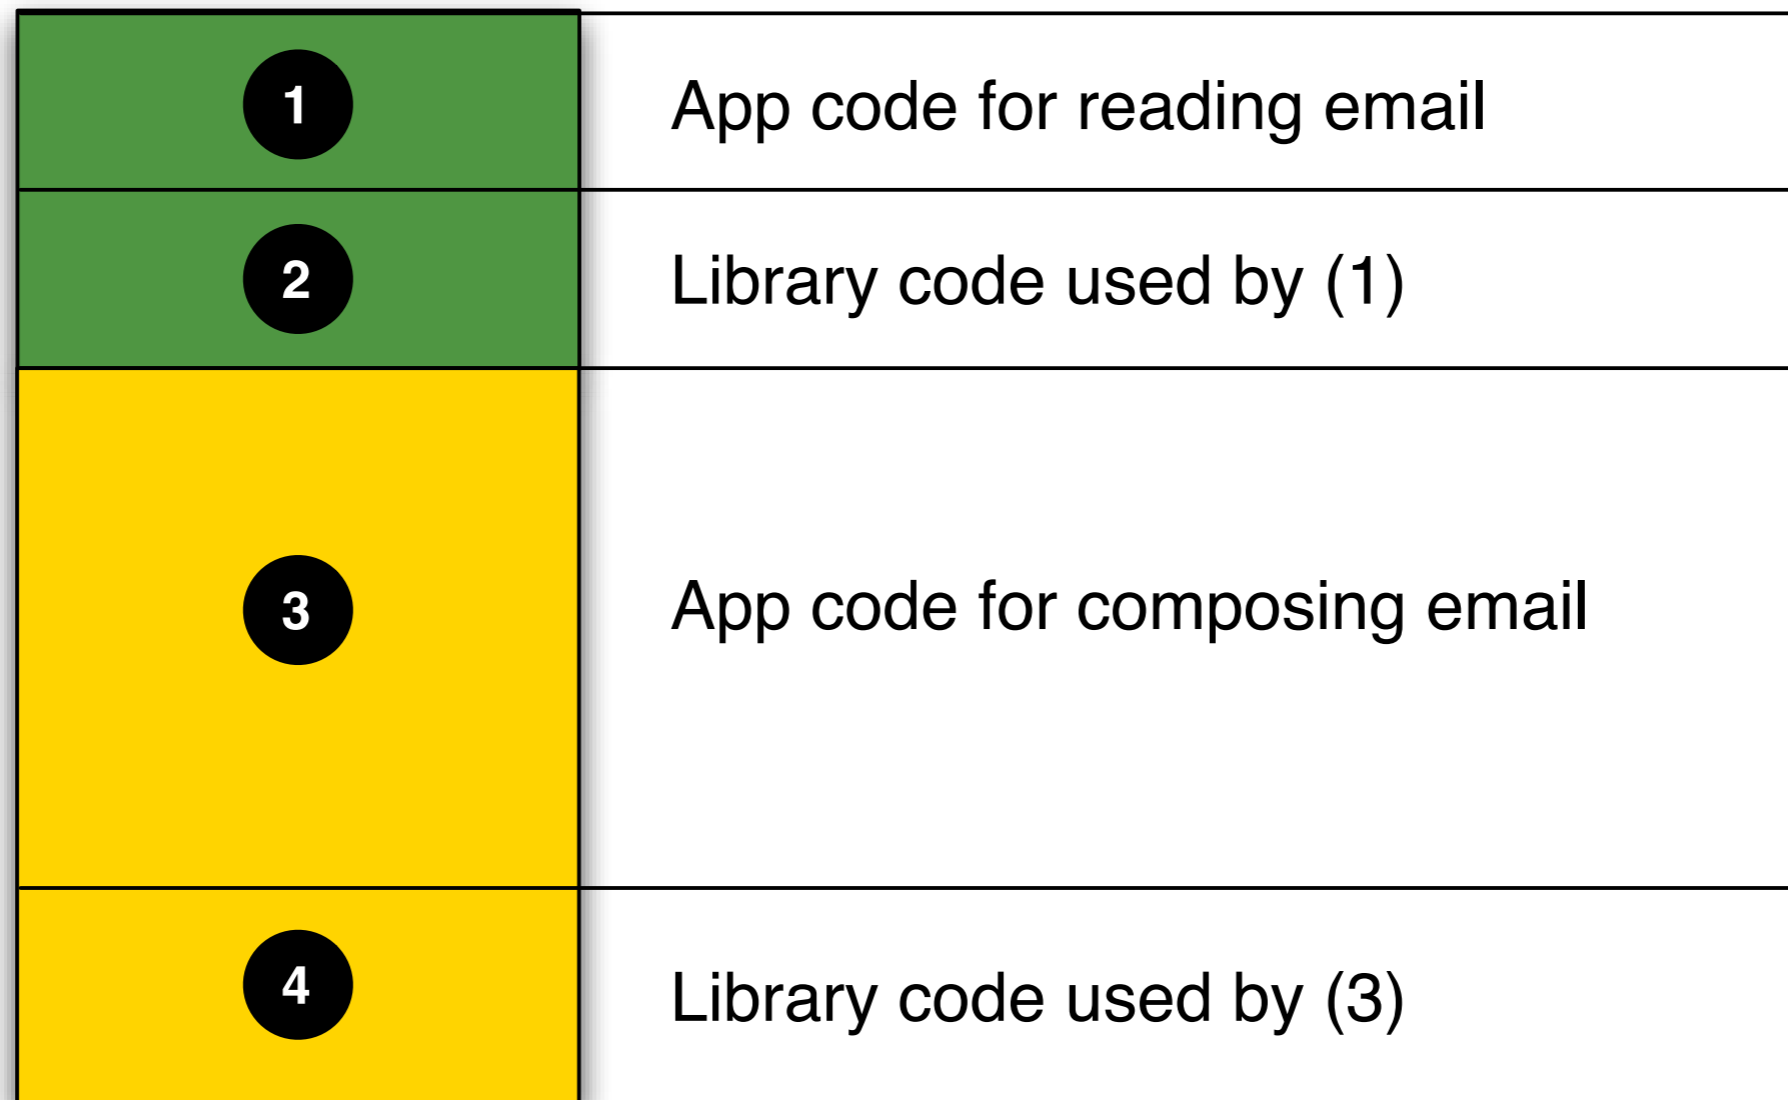 1 App code for reading email
2 Library code used by (1)
3 App code for composing email
4 Library code used by (3)